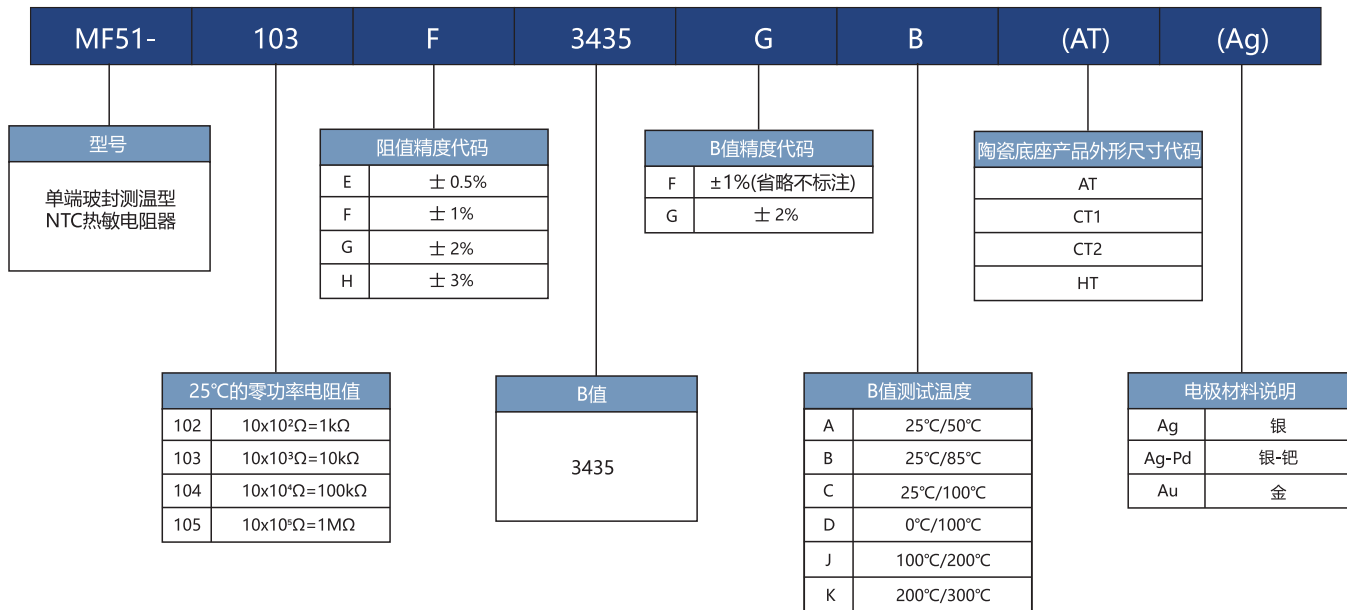 MF51- 103 F 3435 G B (AT) (Ag)
型号
单端玻封测温型
NTC热敏电阻器
阻值精度代码
E 士 0.5%
F 士 1%
G 士 2%
H 士 3%
B值精度代码
F ±1%(省略不标注)
G 士 2%
陶瓷底座产品外形尺寸代码
AT
CT1
CT2
HT
25℃的零功率电阻值
102 10x10²Ω=1kΩ
103 10x10³Ω=10kΩ
104 10x10⁴Ω=100kΩ
105 10x10⁵Ω=1MΩ
B值
3435
B值测试温度
A 25℃/50℃
B 25℃/85℃
C 25℃/100℃
D 0℃/100℃
J 100℃/200℃
K 200℃/300℃
电极材料说明
Ag 银
Ag-Pd 银-钯
Au 金